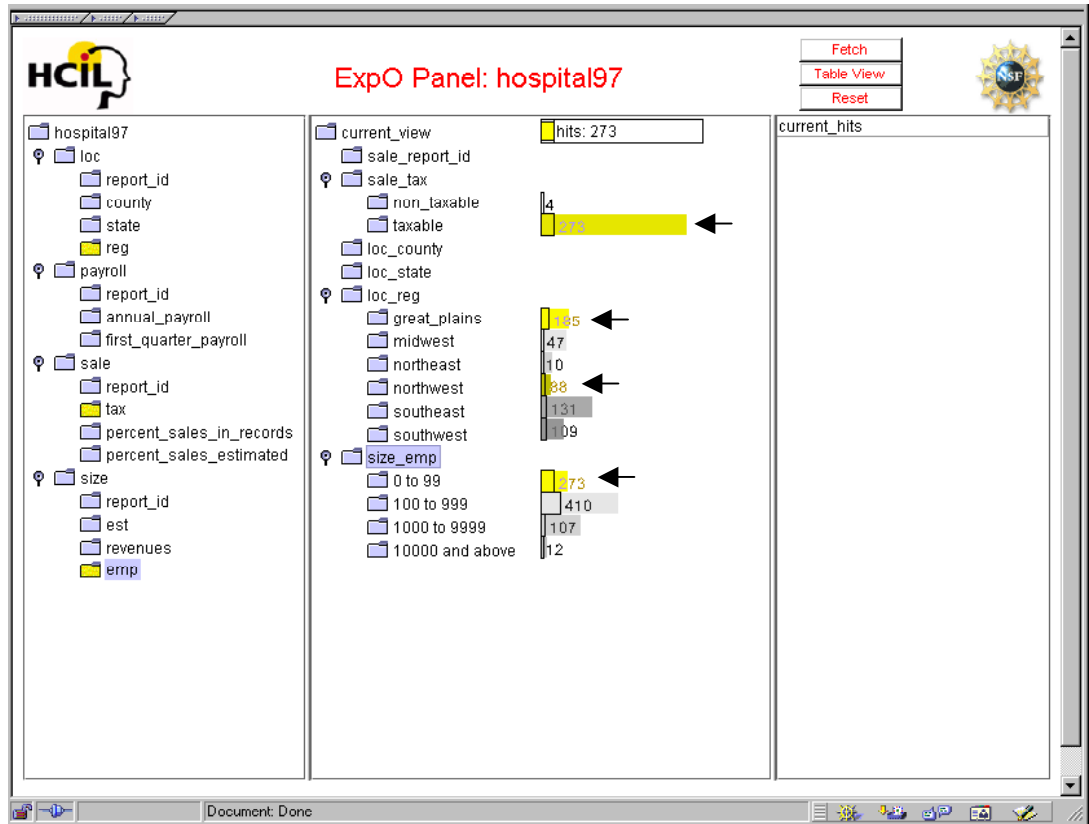 HCIL
ExpO Panel: hospital97
Fetch
Table View
Reset
NSF
hospital97
loc
report_id
county
state
reg
payroll
report_id
annual_payroll
first_quarter_payroll
sale
report_id
tax
percent_sales_in_records
percent_sales_estimated
size
report_id
est
revenues
emp
current_view
hits: 273
sale_report_id
sale_tax
non_taxable 4
taxable 273
loc_county
loc_state
loc_reg
great_plains 185
midwest 47
northeast 10
northwest 88
southeast 131
southwest 109
size_emp
0 to 99 273
100 to 999 410
1000 to 9999 107
10000 and above 12
current_hits
Document: Done